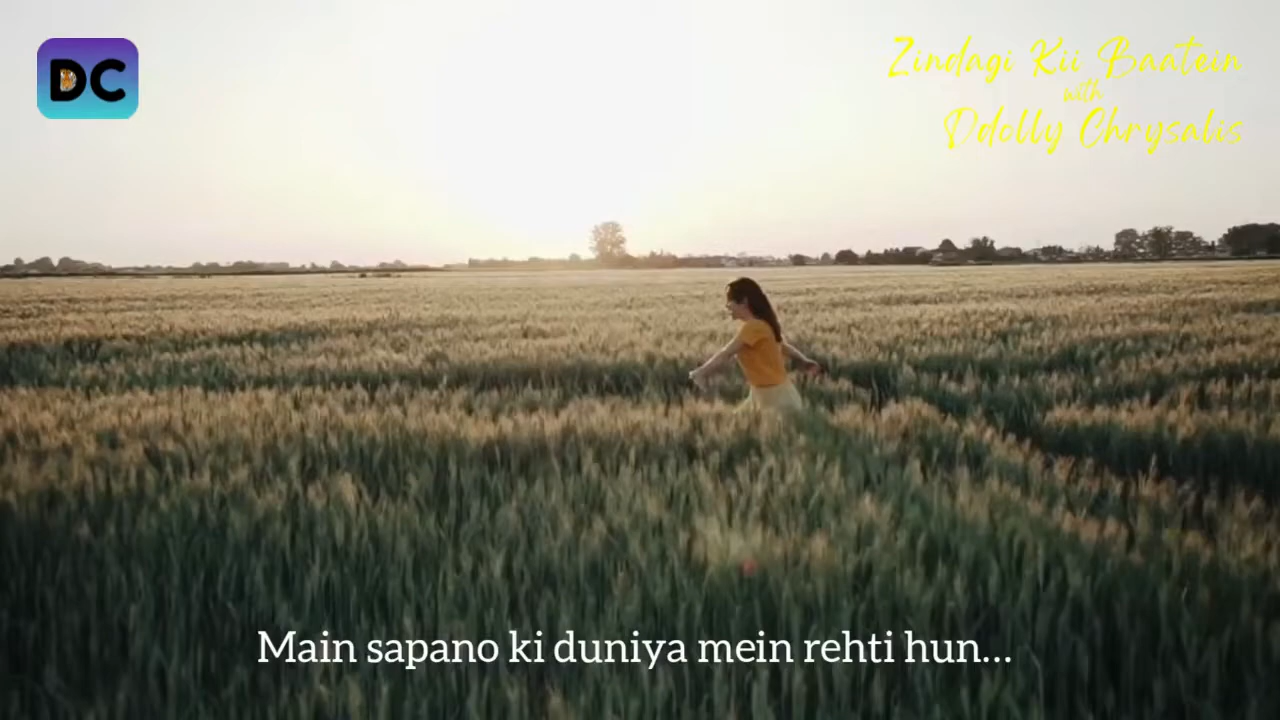 DC
Zindagi Kii Baatein
with
Ddolly Chrysalis
Main sapano ki duniya mein rehti hun...